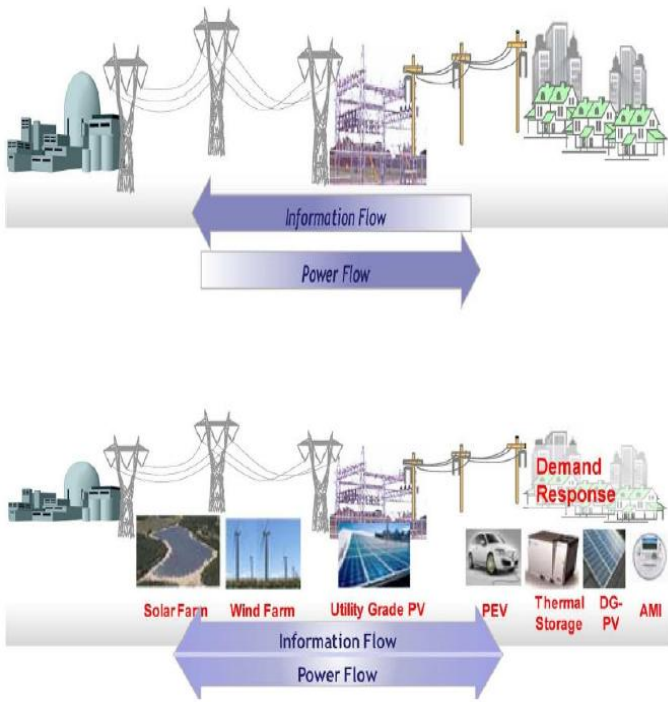 Information Flow
Power Flow
Demand
Response
Solar Farm
Wind Farm
Utility Grade PV
PEV
Thermal
Storage
DG-
PV
AMI
Information Flow
Power Flow